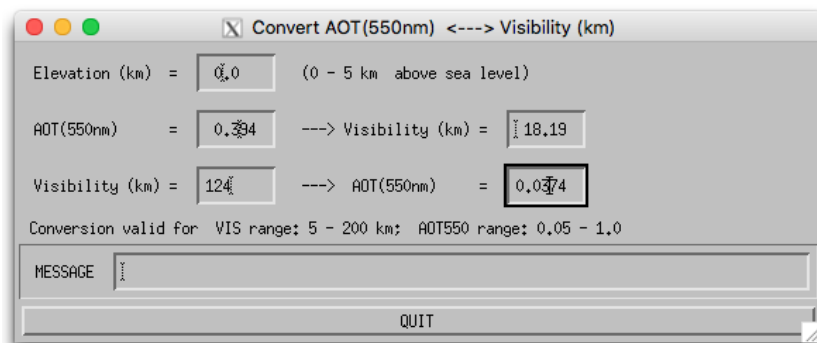 Convert AOT(550nm) <---> Visibility (km)
Elevation (km) = 0.0 (0 - 5 km above sea level)
AOT(550nm) = 0.394 ---> Visibility (km) = 18.19
Visibility (km) = 124 ---> AOT(550nm) = 0.0374
Conversion valid for VIS range: 5 - 200 km; AOT550 range: 0.05 - 1.0
MESSAGE
QUIT